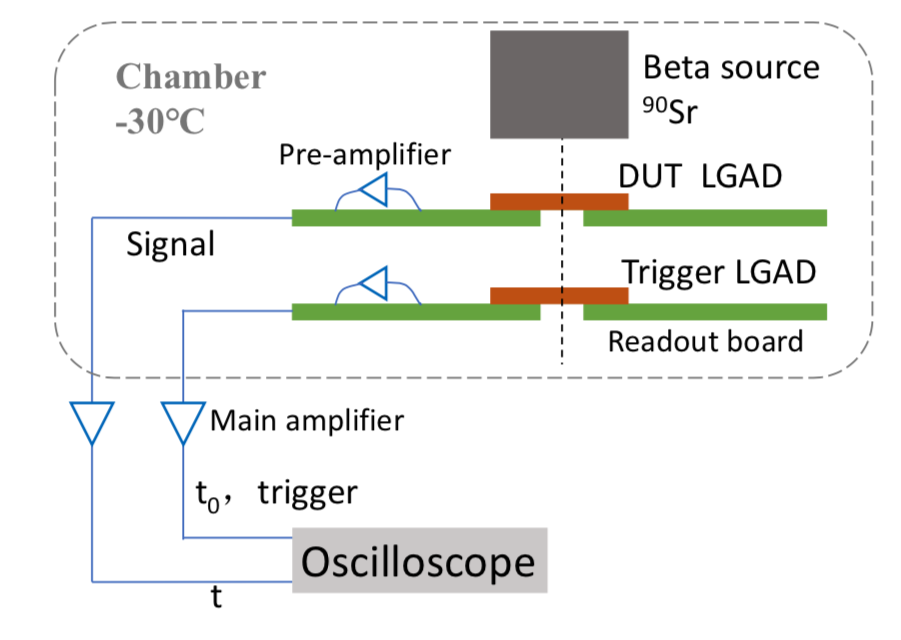 Chamber
-30°C
Beta source
⁹⁰Sr
Pre-amplifier
DUT LGAD
Signal
Trigger LGAD
Readout board
Main amplifier
t₀, trigger
Oscilloscope
t